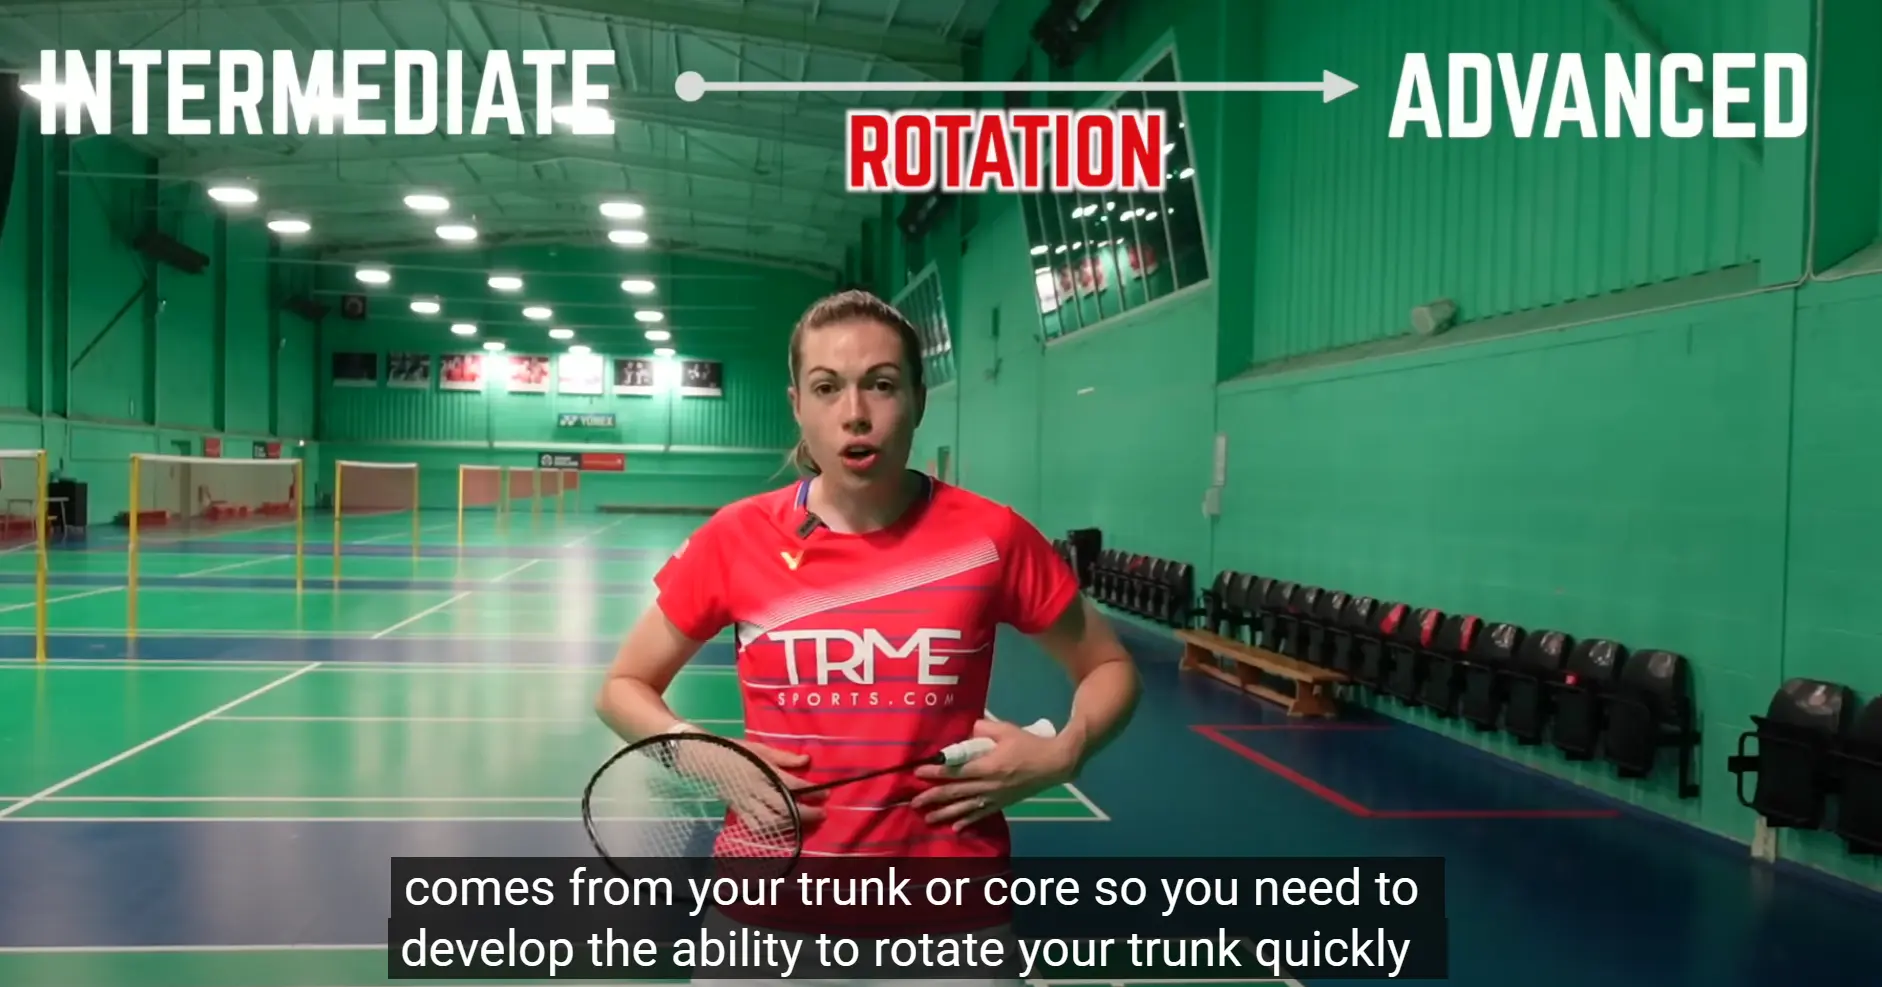 INTERMEDIATE
ADVANCED
ROTATION
YONEX
TRME
SPORTS.COM
comes from your trunk or core so you need to
develop the ability to rotate your trunk quickly